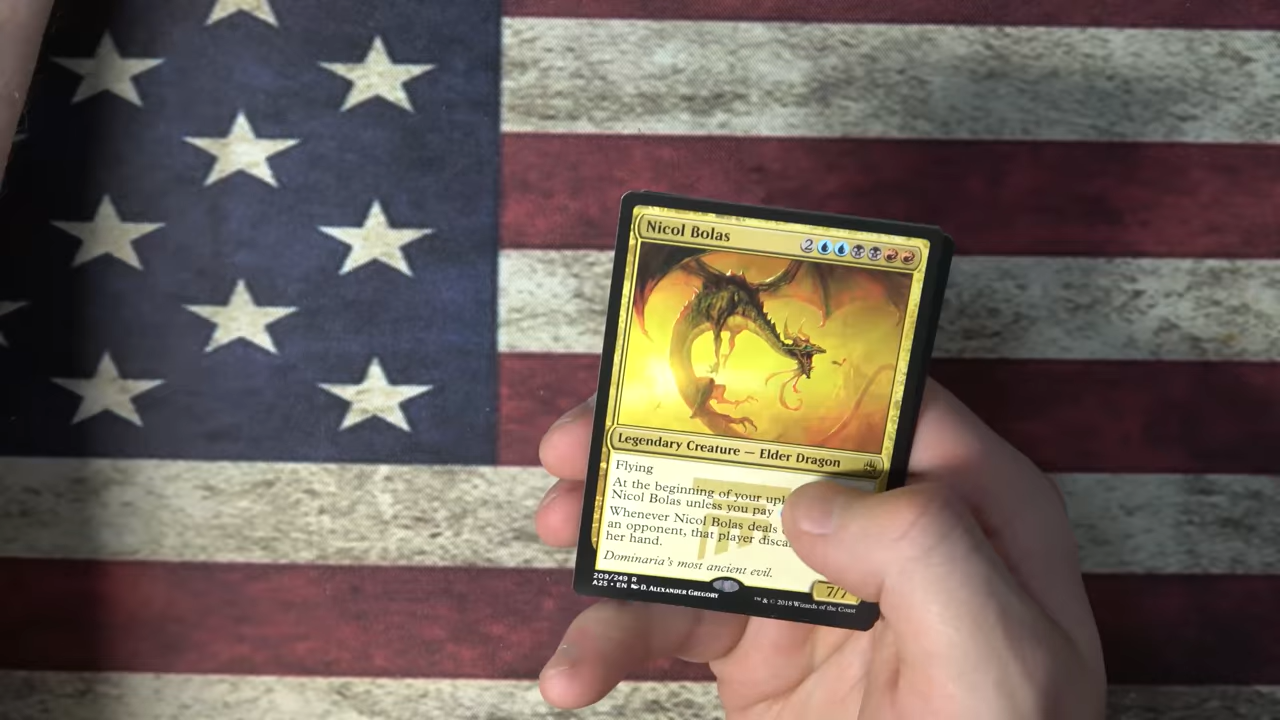 Nicol Bolas 2
Legendary Creature — Elder Dragon
Flying
At the beginning of your
Nicol Bolas unless you pay
Whenever Nicol Bolas deals
an opponent, that player
her hand.
Dominaria's most ancient evil.
7/7
209/249 R
A25 • EN D. Alexander Gregory
™ & © 2018 Wizards of the Coast